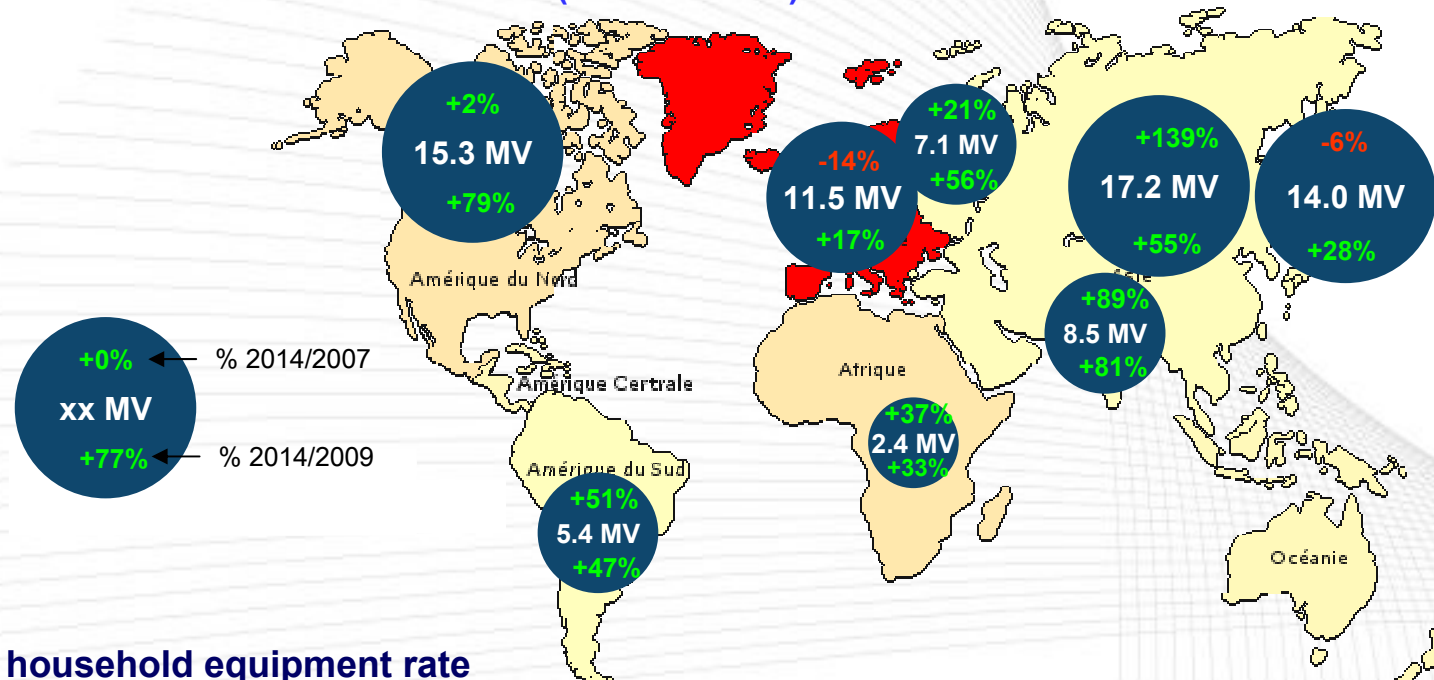 +2%
15.3 MV
+79%
+21%
7.1 MV
+56%
-14%
11.5 MV
+17%
+139%
17.2 MV
+55%
-6%
14.0 MV
+28%
+89%
8.5 MV
+81%
Amérique du Nord
+0%
% 2014/2007
xx MV
+77%
% 2014/2009
Amérique Certrale
Afrique
+37%
2.4 MV
+33%
Amérique du Sud
+51%
5.4 MV
+47%
Océanie
household equipment rate